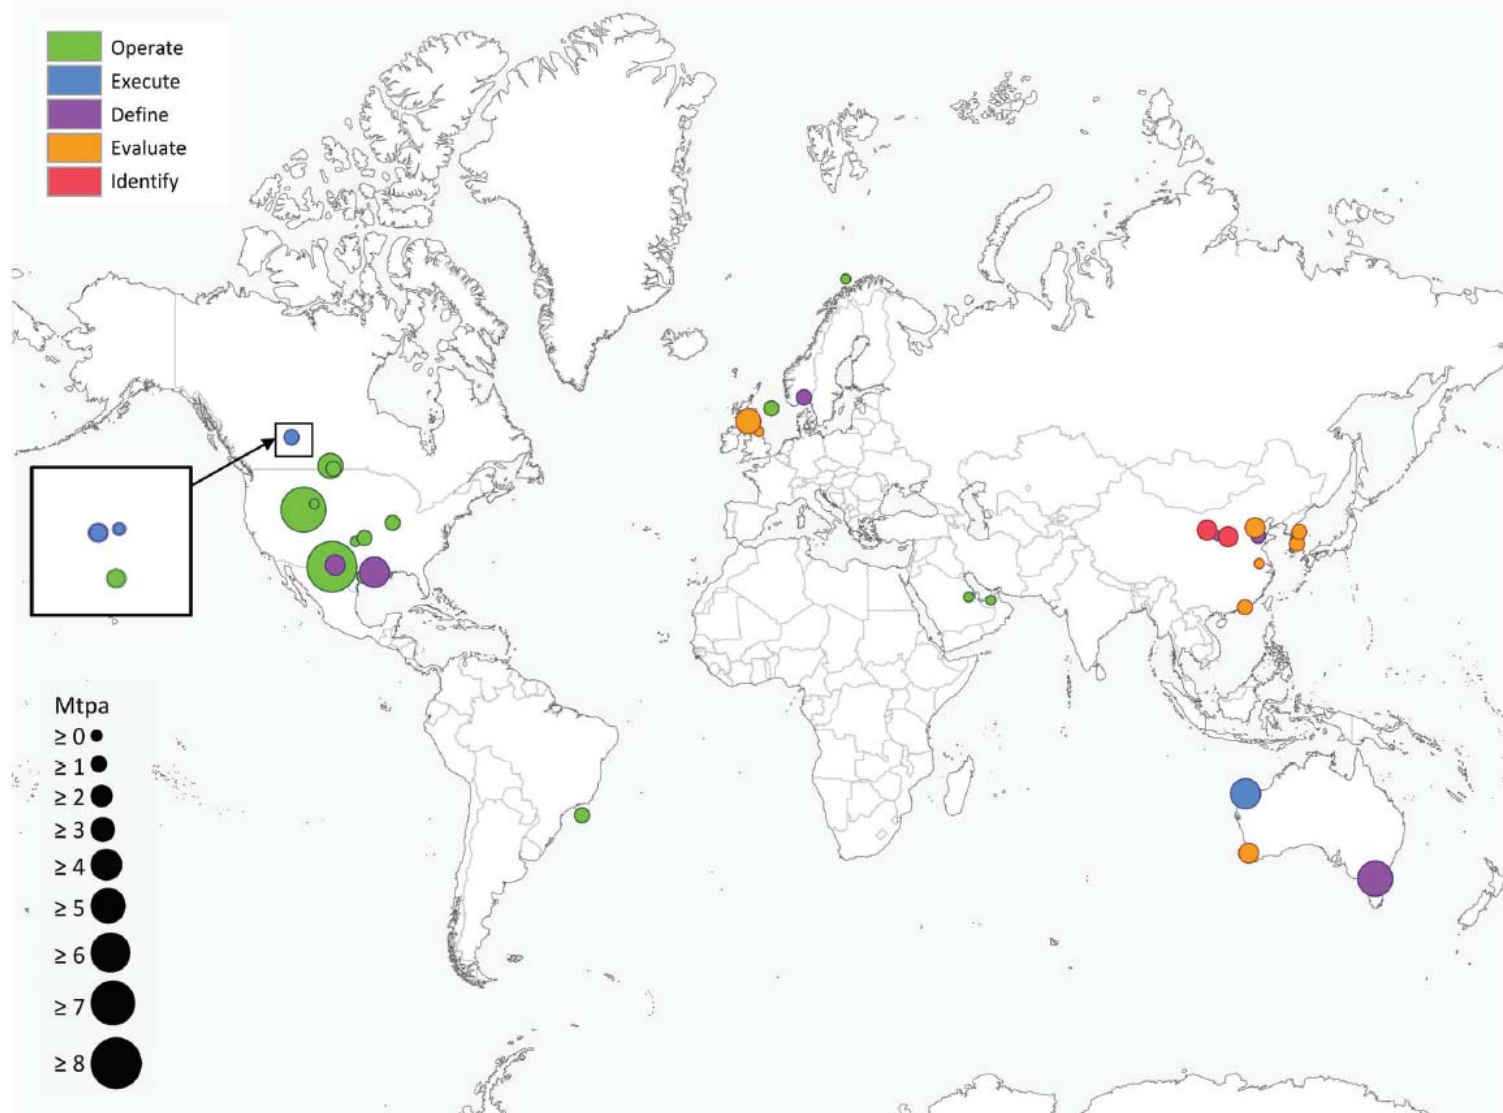 Operate
Execute
Define
Evaluate
Identify
Mtpa
≥ 0
≥ 1
≥ 2
≥ 3
≥ 4
≥ 5
≥ 6
≥ 7
≥ 8